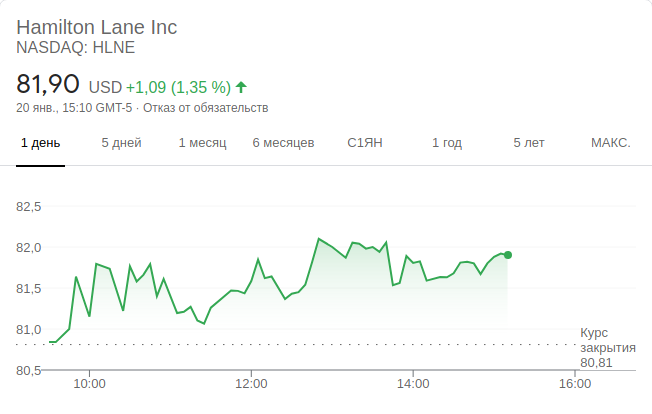 Hamilton Lane Inc
NASDAQ: HLNE
81,90 USD +1,09 (1,35 %)
20 янв., 15:10 GMT-5 · Отказ от обязательств
1 день 5 дней 1 месяц 6 месяцев С1ЯН 1 год 5 лет МАКС.
82,5
82,0
81,5
81,0
80,5
Курс
закрытия
80,81
10:00 12:00 14:00 16:00